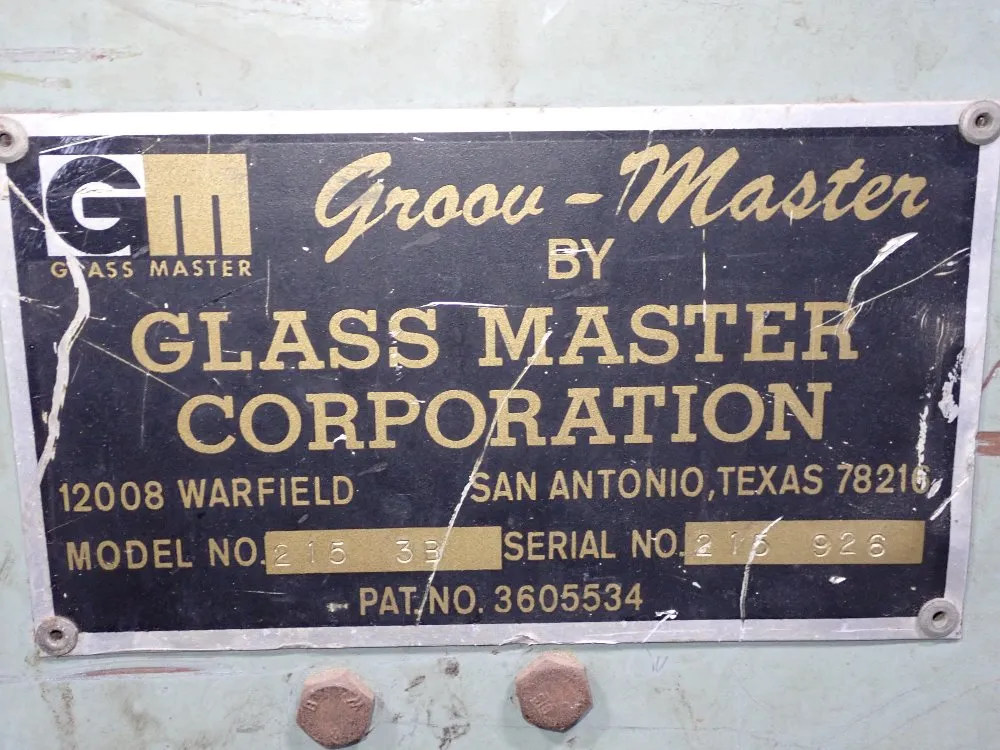 GM
GLASS MASTER
Groov-Master
BY
GLASS MASTER
CORPORATION
12008 WARFIELD SAN ANTONIO, TEXAS 78216
MODEL NO. 215 3B SERIAL NO. 215 926
PAT. NO. 3605534